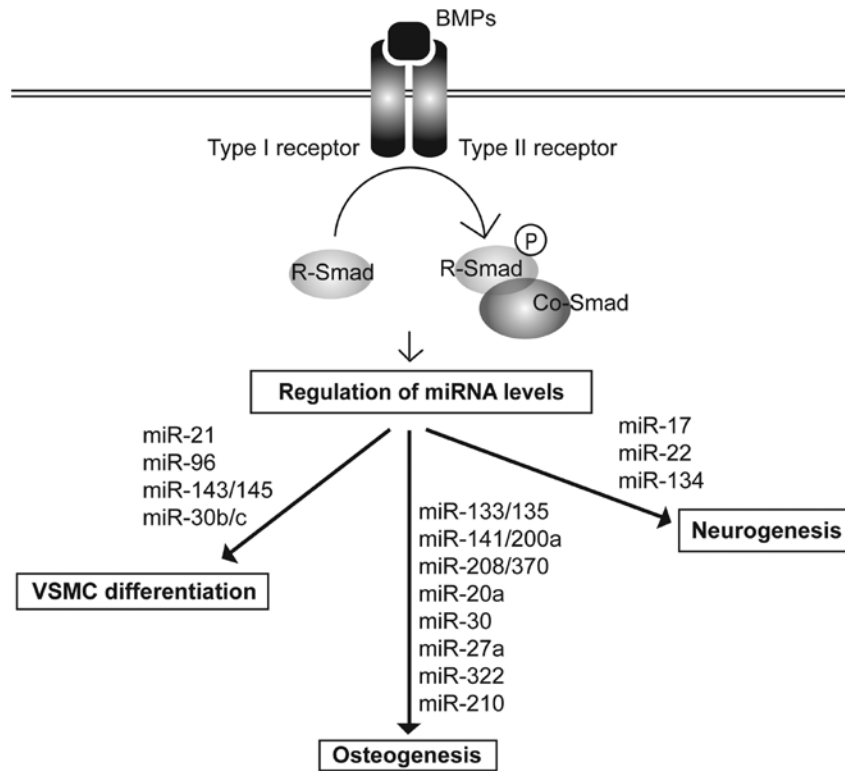 BMPs
Type I receptor
Type II receptor
P
R-Smad
R-Smad
Co-Smad
Regulation of miRNA levels
miR-21
miR-96
miR-143/145
miR-30b/c
miR-17
miR-22
miR-134
miR-133/135
miR-141/200a
miR-208/370
miR-20a
miR-30
miR-27a
miR-322
miR-210
Neurogenesis
VSMC differentiation
Osteogenesis